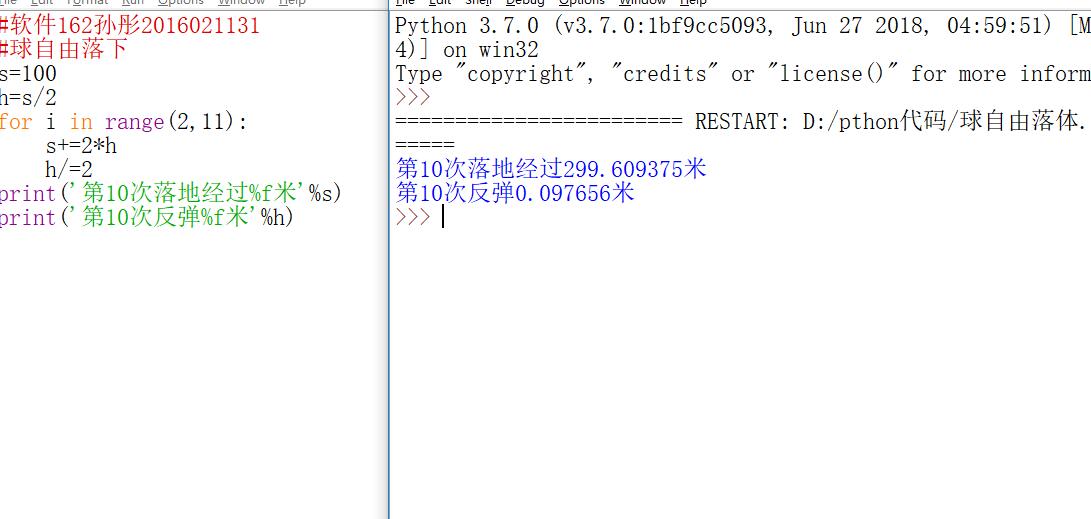 File Edit Format Run Options Window Help
#软件162孙彤2016021131
#球自由落下
s=100
h=s/2
for i in range(2,11):
    s+=2*h
    h/=2
print('第10次落地经过%f米'%s)
print('第10次反弹%f米'%h)
File Edit Shell Debug Options Window Help
Python 3.7.0 (v3.7.0:1bf9cc5093, Jun 27 2018, 04:59:51) [M
4)] on win32
Type "copyright", "credits" or "license()" for more inform
>>>
======================== RESTART: D:/pthon代码/球自由落体.
=====
第10次落地经过299.609375米
第10次反弹0.097656米
>>>